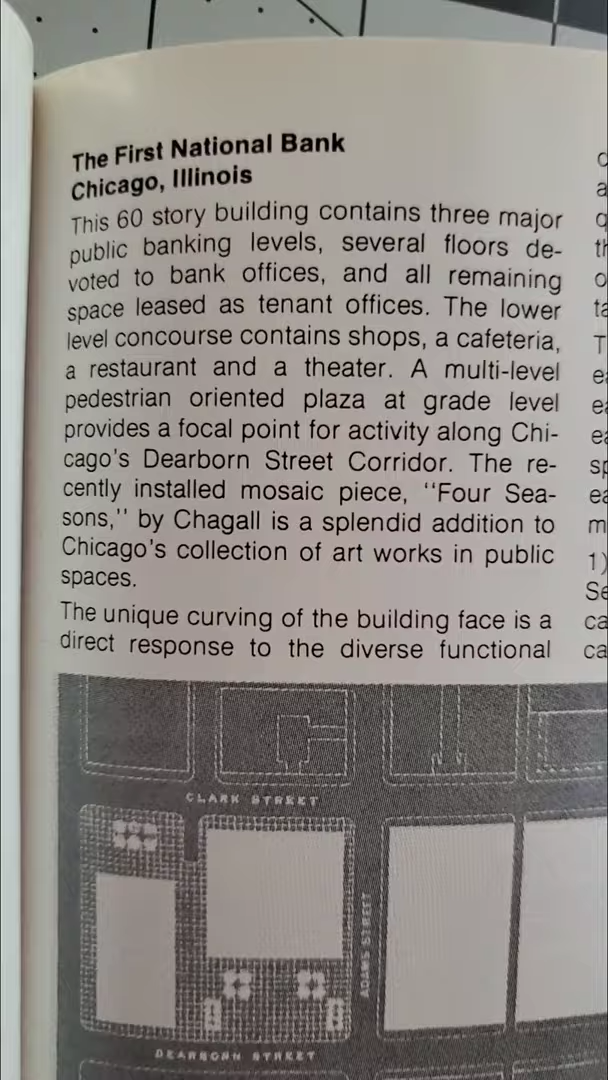 The First National Bank
Chicago, Illinois
This 60 story building contains three major
public banking levels, several floors de-
voted to bank offices, and all remaining
space leased as tenant offices. The lower
level concourse contains shops, a cafeteria,
a restaurant and a theater. A multi-level
pedestrian oriented plaza at grade level
provides a focal point for activity along Chi-
cago's Dearborn Street Corridor. The re-
cently installed mosaic piece, ‘‘Four Sea-
sons,’’ by Chagall is a splendid addition to
Chicago's collection of art works in public
spaces.
The unique curving of the building face is a
direct response to the diverse functional
CLARK STREET
ADAMS STREET
DEARBORN STREET